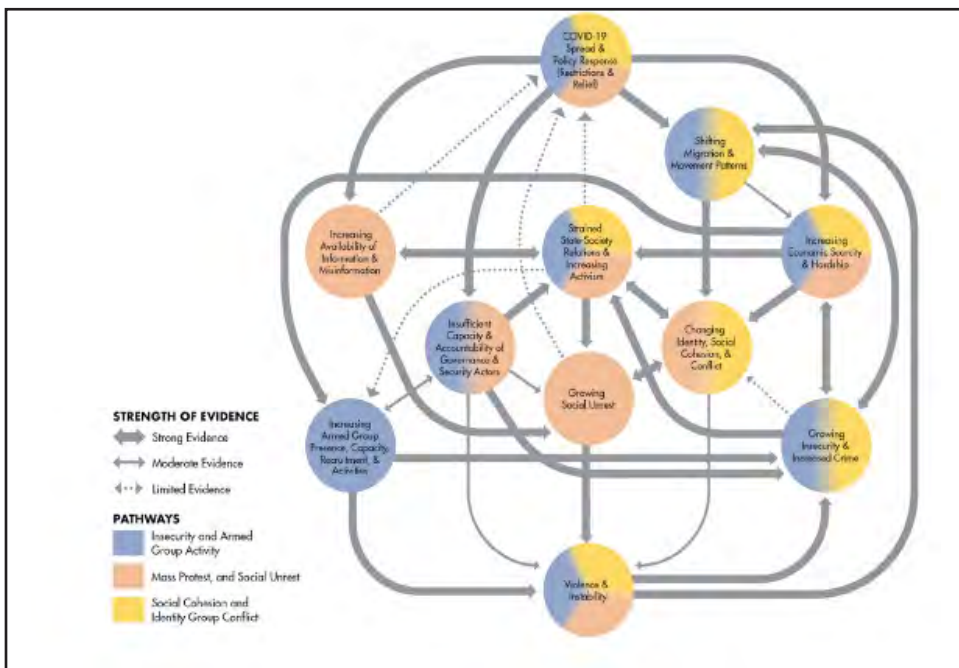 COVID-19
Spread &
Policy Response
(Restrictions &
Relief)
Shifting
Migration &
Movement Patterns
Increasing
Availability of
Information &
Misinformation
Strained
State-Society
Relations &
Increasing
Activism
Increasing
Economic Scarcity
& Hardship
Insufficient
Capacity &
Accountability of
Governance &
Security Actors
Changing
Identity, Social
Cohesion, &
Conflict
Growing
Social Unrest
Increasing
Armed Group
Presence, Capacity,
Recruitment, &
Activities
Growing
Insecurity &
Increased Crime
Violence &
Instability
STRENGTH OF EVIDENCE
Strong Evidence
Moderate Evidence
Limited Evidence
PATHWAYS
Insecurity and Armed
Group Activity
Mass Protest, and Social Unrest
Social Cohesion and
Identity Group Conflict